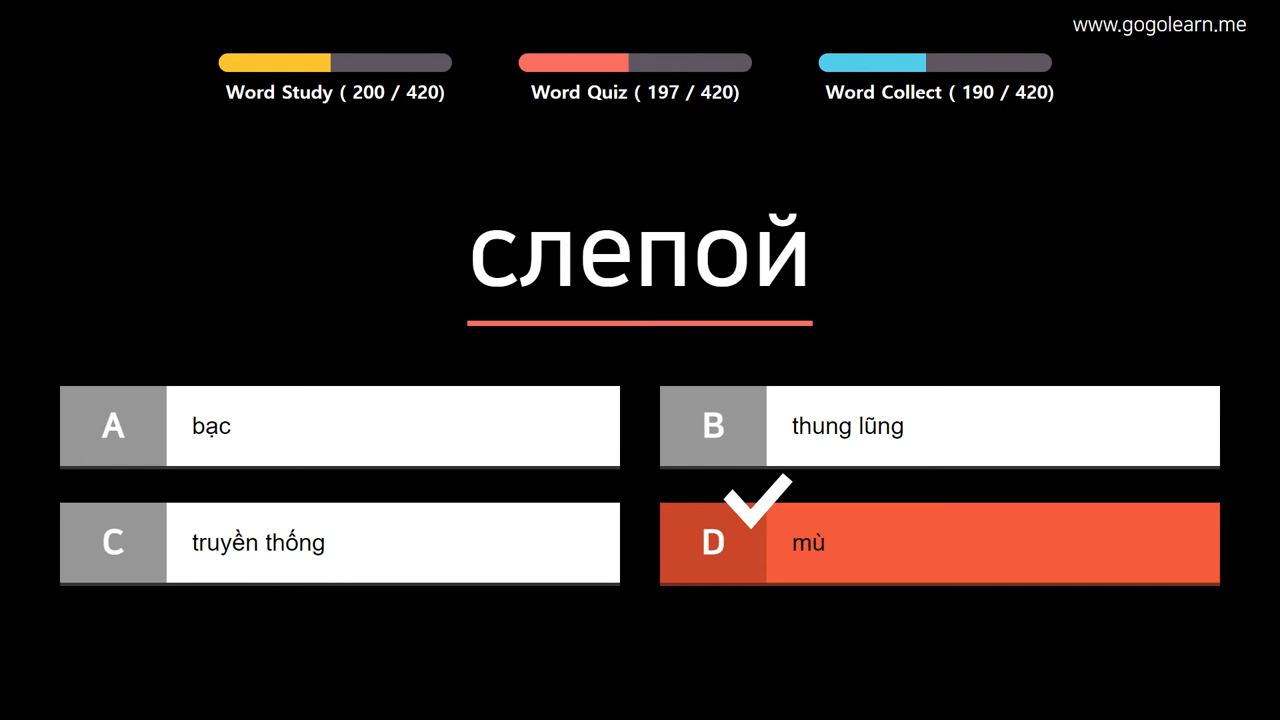 www.gogolearn.me
Word Study ( 200 / 420)
Word Quiz ( 197 / 420)
Word Collect ( 190 / 420)
слепой
A bạc
B thung lũng
C truyền thống
D mù